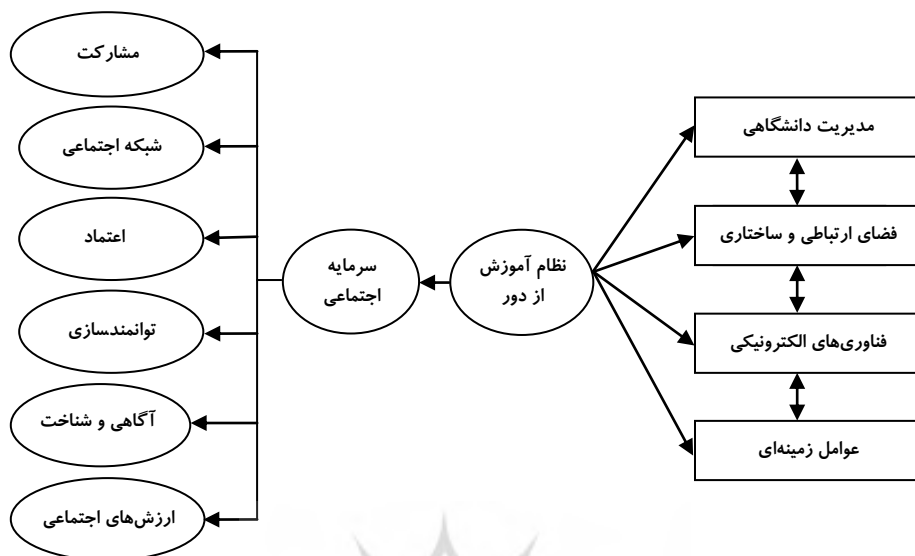 مدیریت دانشگاهی
فضای ارتباطی و ساختاری
فناوری‌های الکترونیکی
عوامل زمینه‌ای
نظام آموزش
از دور
سرمایه
اجتماعی
مشارکت
شبکه اجتماعی
اعتماد
توانمندسازی
آگاهی و شناخت
ارزش‌های اجتماعی